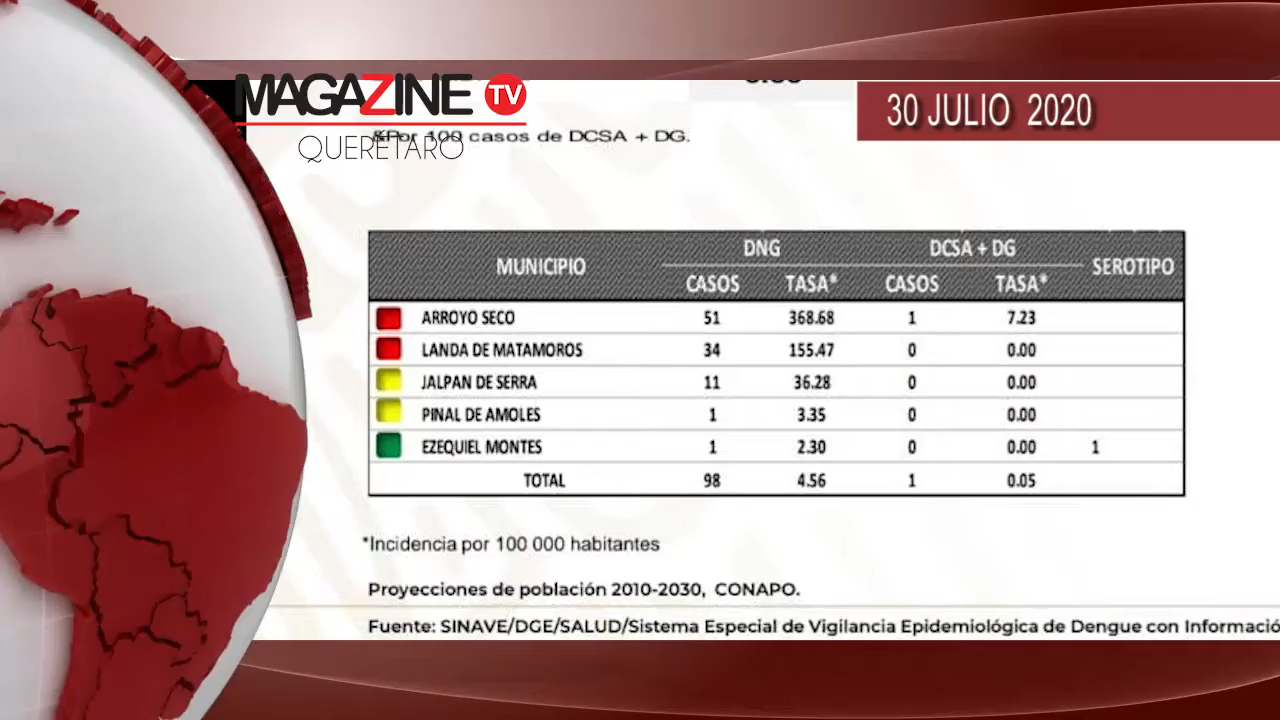 MAGAZINE TV
QUERETARO
30 JULIO 2020
&Por 100 casos de DCSA + DG.
MUNICIPIO DNG DCSA + DG SEROTIPO
CASOS TASA* CASOS TASA*
ARROYO SECO 51 368.68 1 7.23
LANDA DE MATAMOROS 34 155.47 0 0.00
JALPAN DE SERRA 11 36.28 0 0.00
PINAL DE AMOLES 1 3.35 0 0.00
EZEQUIEL MONTES 1 2.30 0 0.00 1
TOTAL 98 4.56 1 0.05
*Incidencia por 100 000 habitantes
Proyecciones de población 2010-2030, CONAPO.
Fuente: SINAVE/DGE/SALUD/Sistema Especial de Vigilancia Epidemiológica de Dengue con Informació